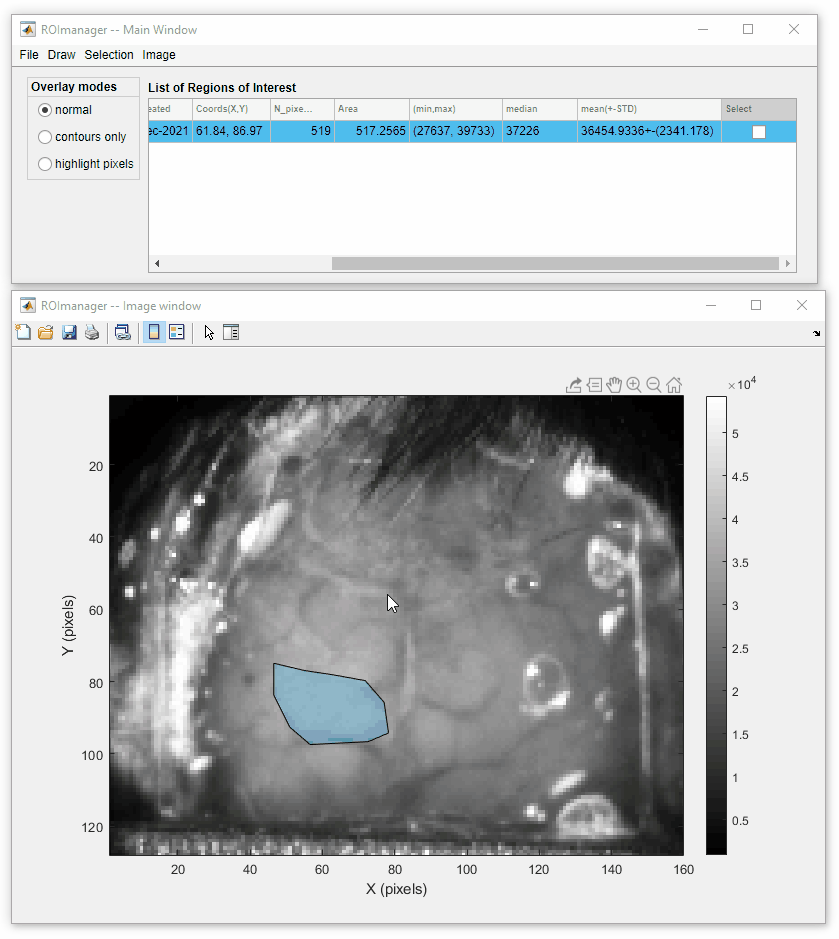 ROImanager -- Main Window
File Draw Selection Image
Overlay modes
normal
contours only
highlight pixels
List of Regions of Interest
eated Coords(X,Y) N_pixe... Area (min,max) median mean(+-STD) Select
ec-2021 61.84, 86.97 519 517.2565 (27637, 39733) 37226 36454.9336+-(2341.178)
ROImanager -- Image window
×10⁴
5
4.5
4
3.5
3
2.5
2
1.5
1
0.5
20
40
60
80
100
120
Y (pixels)
20 40 60 80 100 120 140 160
X (pixels)